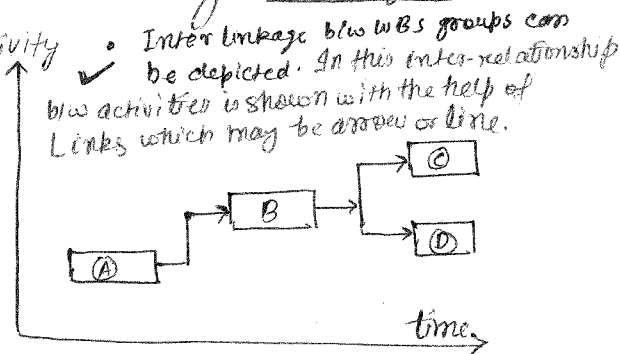 • Inter linkage b/w WBS groups can
be depicted. In this inter-relationship
b/w activities is shown with the help of
Links which may be arrow or line.
C
B
D
A
time